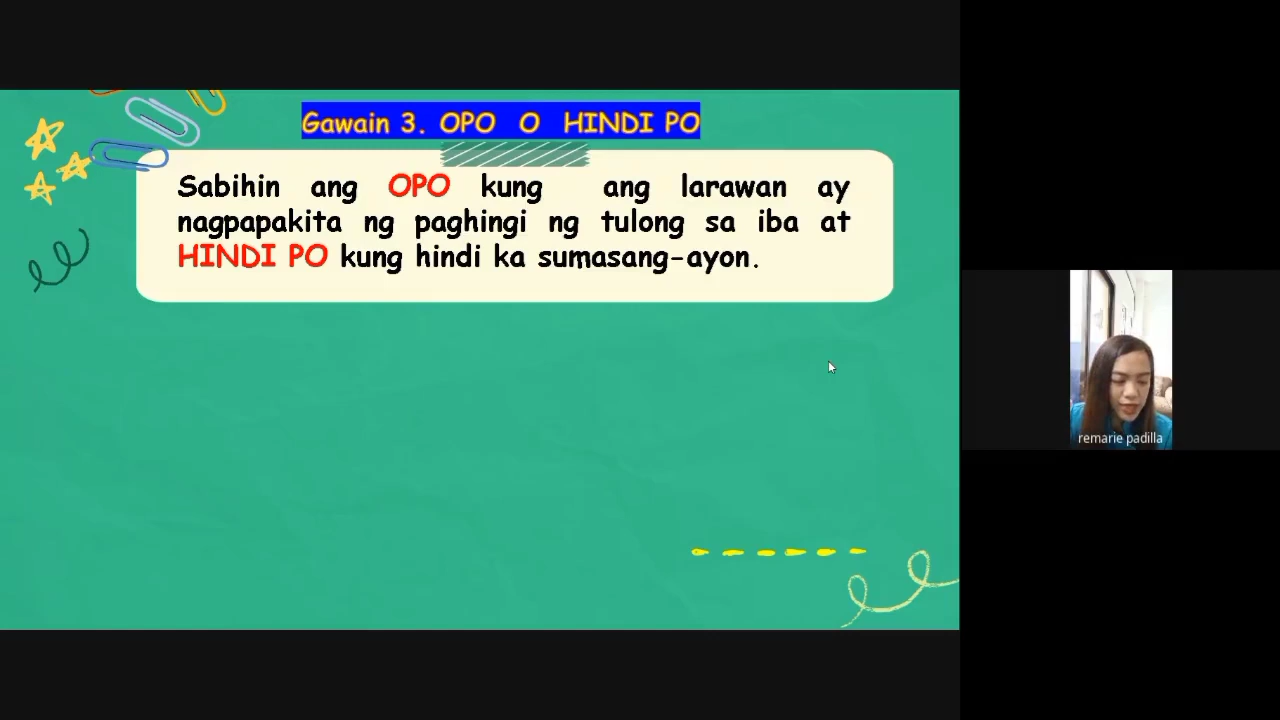 Gawain 3. OPO O HINDI PO
Sabihin ang OPO kung ang larawan ay
nagpapakita ng paghingi ng tulong sa iba at
HINDI PO kung hindi ka sumasang-ayon.
remarie padilla